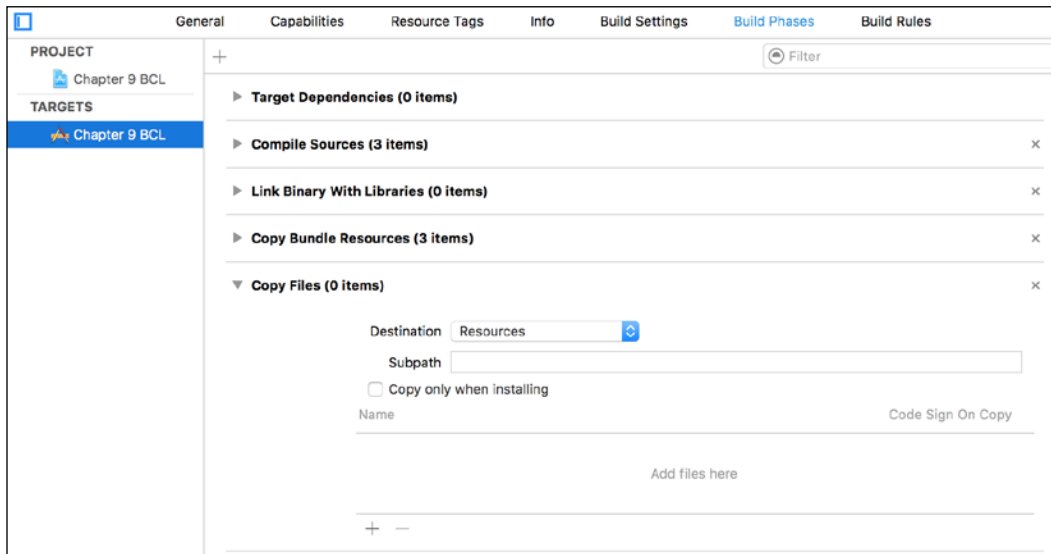 General Capabilities Resource Tags Info Build Settings Build Phases Build Rules
PROJECT
Chapter 9 BCL
TARGETS
Chapter 9 BCL
+ Filter
Target Dependencies (0 items)
Compile Sources (3 items) ×
Link Binary With Libraries (0 items) ×
Copy Bundle Resources (3 items) ×
Copy Files (0 items) ×
Destination Resources
Subpath
Copy only when installing
Name Code Sign On Copy
Add files here
+ −